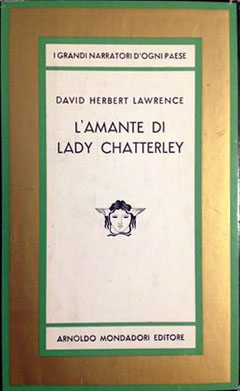 I GRANDI NARRATORI D'OGNI PAESE
DAVID HERBERT LAWRENCE
L'AMANTE DI
LADY CHATTERLEY
ARNOLDO MONDADORI EDITORE